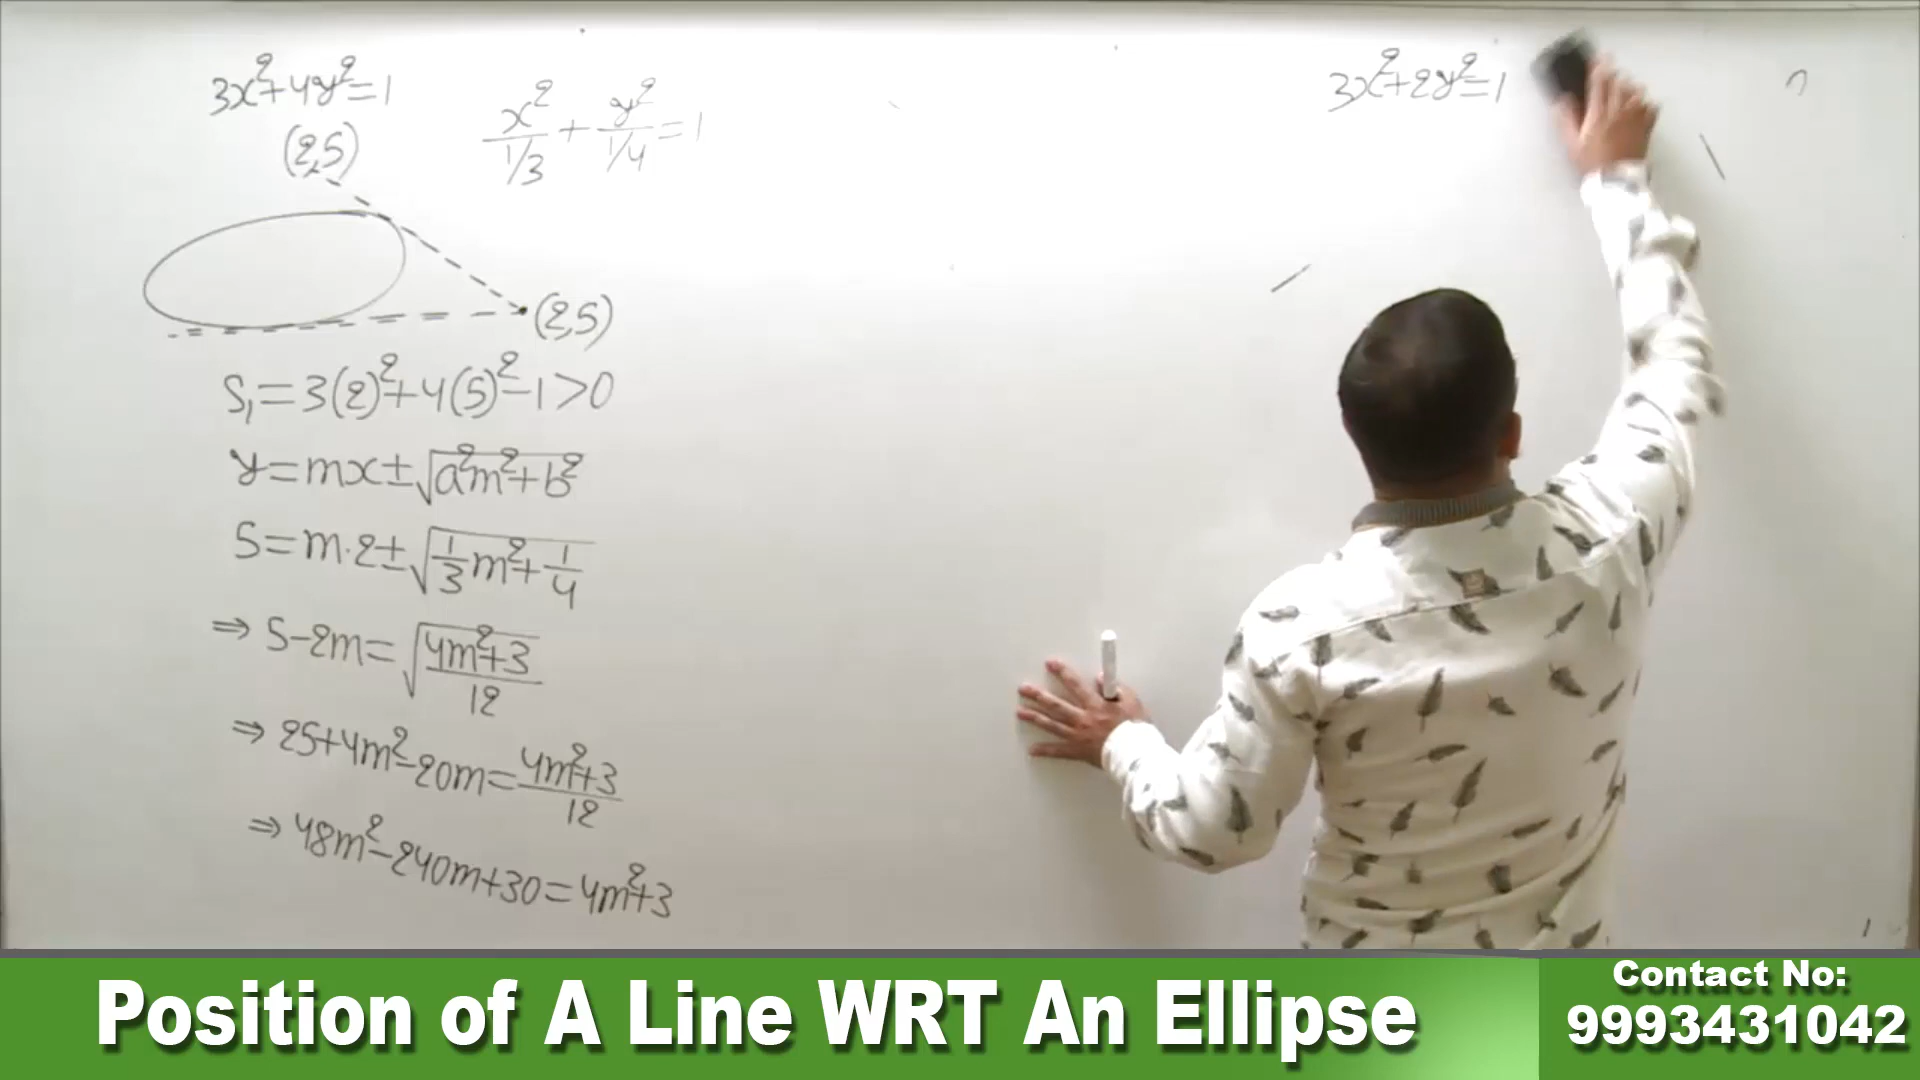 3x²+4y²=1
(2,5)
x²/1/3 + y²/1/4 = 1
(2,5)
S₁=3(2)²+4(5)²-1>0
y=mx±√a²m²+b²
5=m·2±√1/3 m²+1/4
⇒ 5-2m=√4m²+3/12
⇒ 25+4m²-20m=4m²+3/12
⇒ 48m²-240m+30=4m²+3
3x²+2y²=1
Position of A Line WRT An Ellipse
Contact No:
9993431042